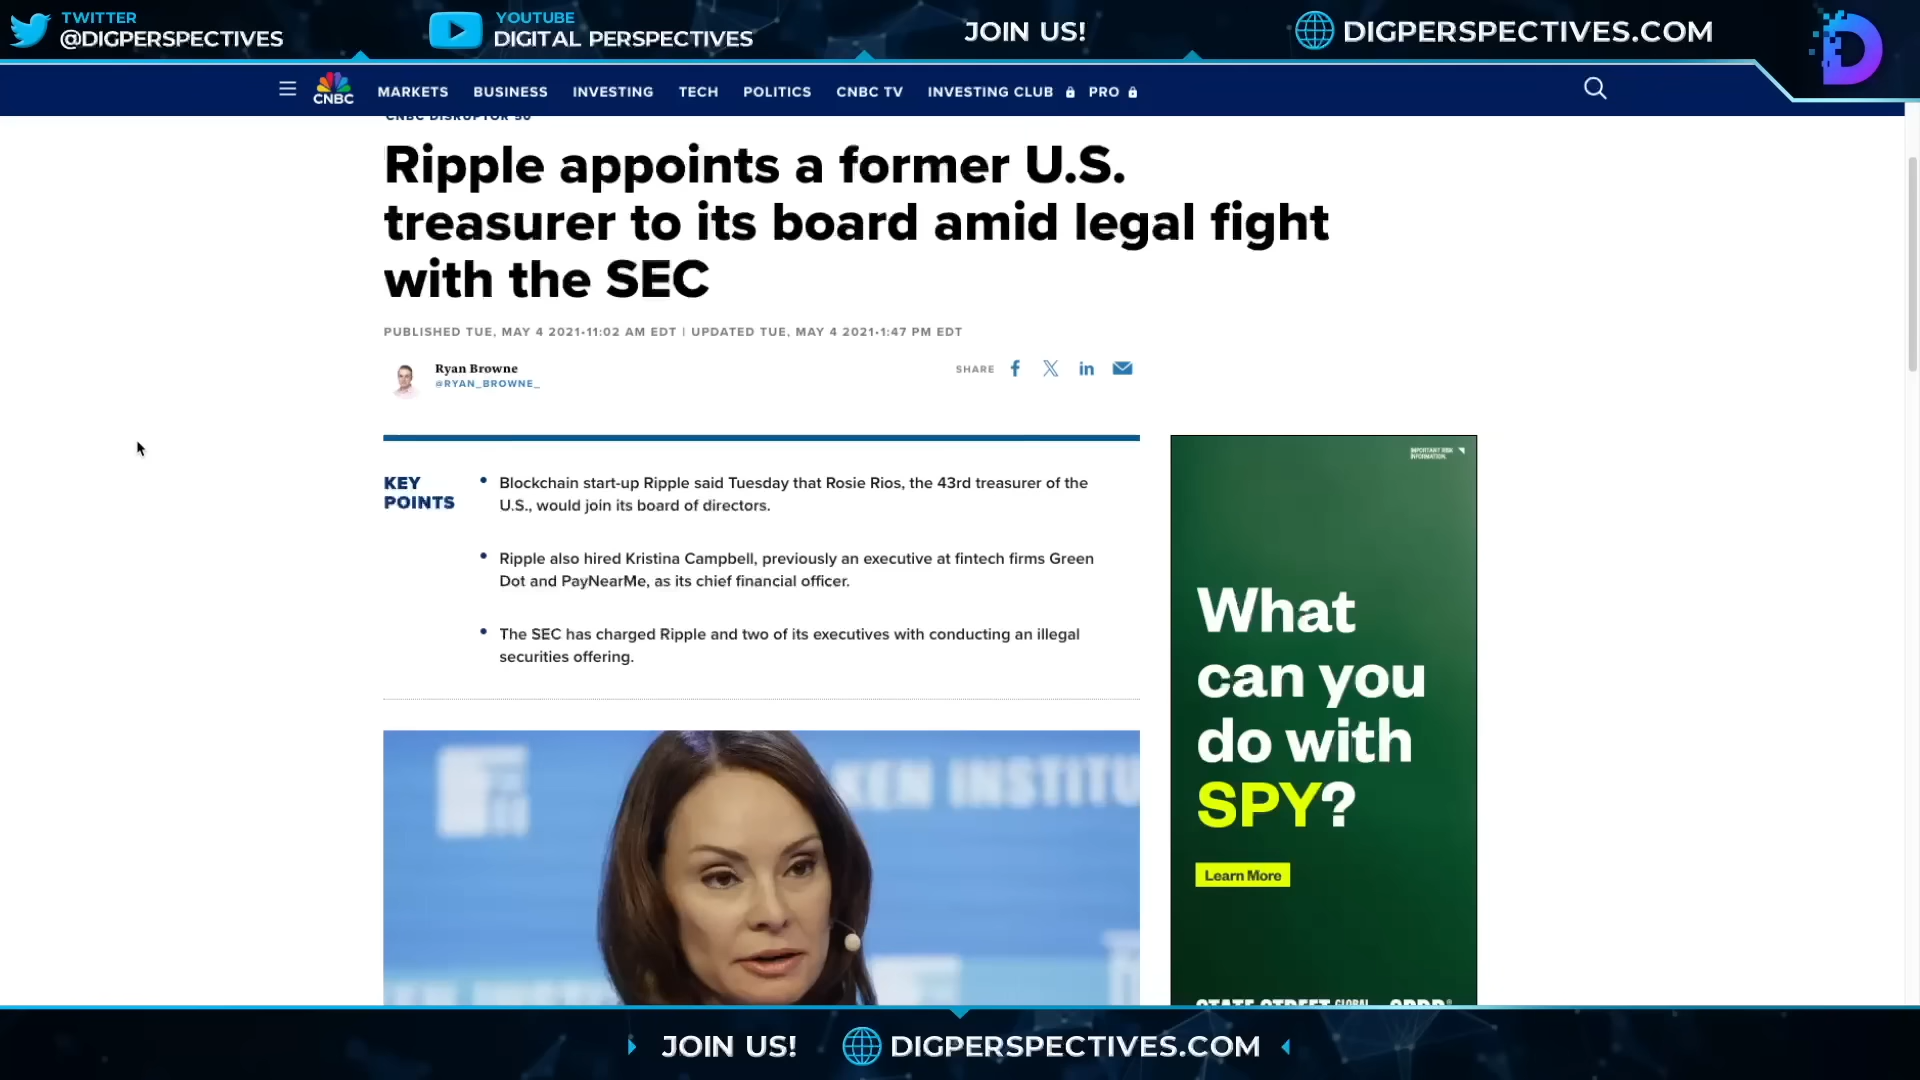 TWITTER
@DIGPERSPECTIVES
YOUTUBE
DIGITAL PERSPECTIVES
JOIN US!
DIGPERSPECTIVES.COM
CNBC
MARKETS BUSINESS INVESTING TECH POLITICS CNBC TV INVESTING CLUB PRO
CNBC DISRUPTOR 50
Ripple appoints a former U.S.
treasurer to its board amid legal fight
with the SEC
PUBLISHED TUE, MAY 4 2021•11:02 AM EDT | UPDATED TUE, MAY 4 2021•1:47 PM EDT
Ryan Browne
@RYAN_BROWNE_
SHARE
KEY
POINTS
Blockchain start-up Ripple said Tuesday that Rosie Rios, the 43rd treasurer of the
U.S., would join its board of directors.
Ripple also hired Kristina Campbell, previously an executive at fintech firms Green
Dot and PayNearMe, as its chief financial officer.
The SEC has charged Ripple and two of its executives with conducting an illegal
securities offering.
KEN INSTITU
IMPORTANT RISK
INFORMATION.
What
can you
do with
SPY?
Learn More
STATE STREET GLOBAL SPDR®
JOIN US! DIGPERSPECTIVES.COM